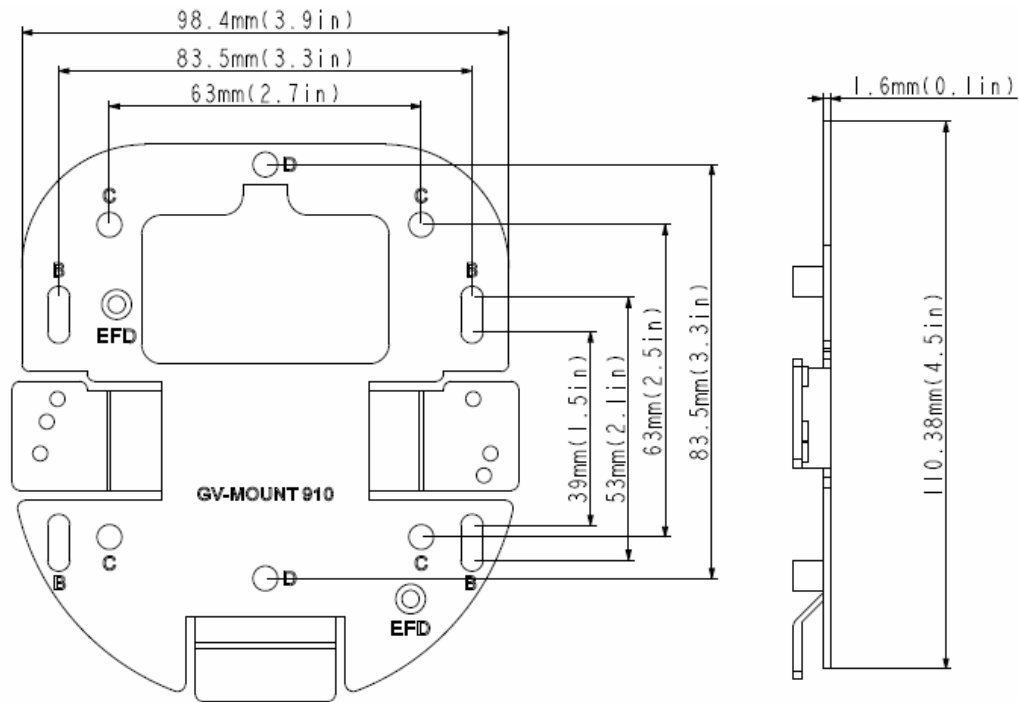 98.4mm(3.9in)
83.5mm(3.3in)
63mm(2.7in)
1.6mm(0.1in)
D
C
C
B
B
EFD
39mm(1.5in)
53mm(2.1in)
63mm(2.5in)
83.5mm(3.3in)
110.38mm(4.5in)
GV-MOUNT 910
B
C
D
C
B
EFD